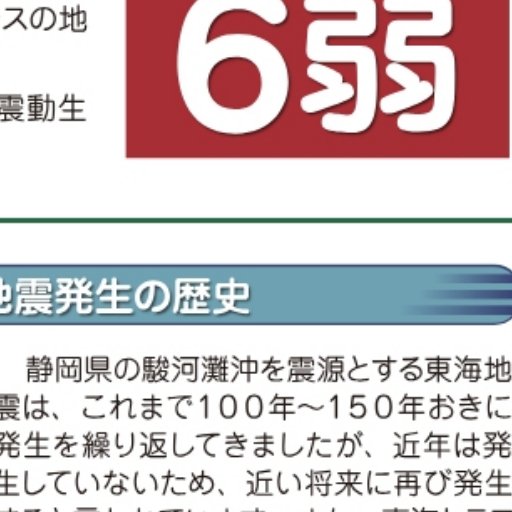 スの地
震動生
6弱
地震発生の歴史
静岡県の駿河灘沖を震源とする東海地
震は、これまで１００年～１５０年おきに
発生を繰り返してきましたが、近年は発
生していないため、近い将来に再び発生